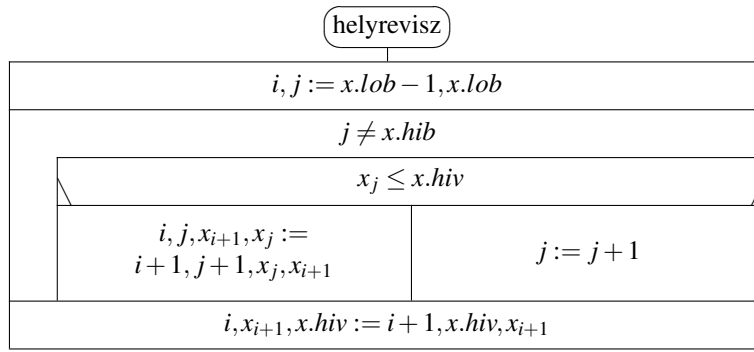 helyrevisz
i, j := x.lob − 1, x.lob
j ≠ x.hib
x_j ≤ x.hiv
i, j, x_{i+1}, x_j :=
i + 1, j + 1, x_j, x_{i+1}
j := j + 1
i, x_{i+1}, x.hiv := i + 1, x.hiv, x_{i+1}